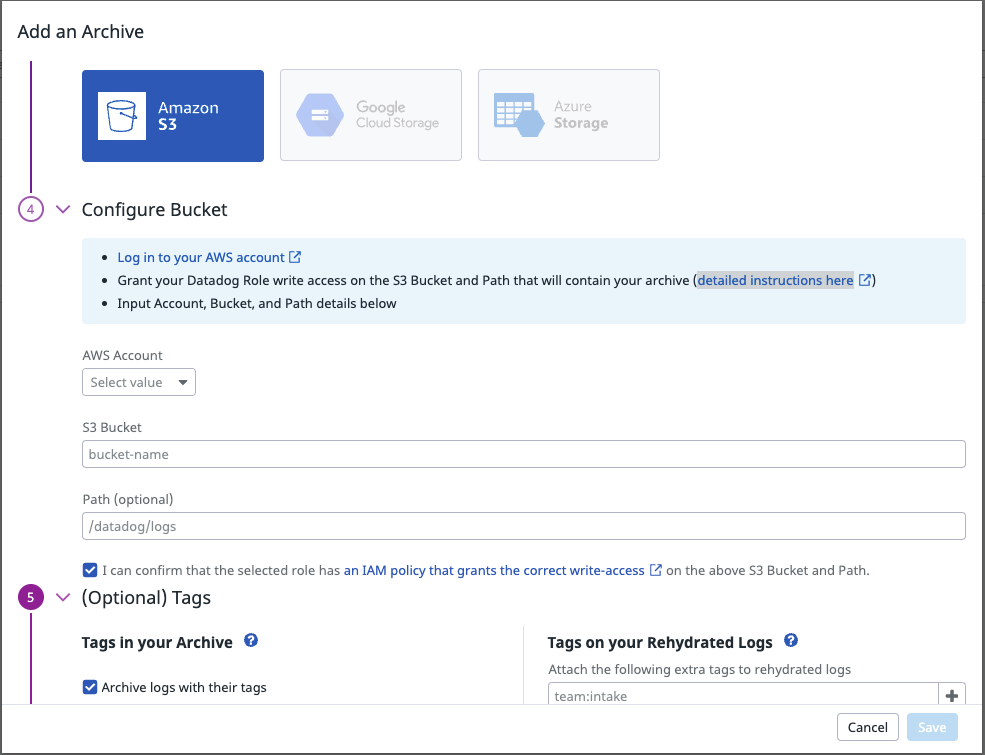 Add an Archive
Amazon
S3
Google
Cloud Storage
Azure
Storage
4
Configure Bucket
• Log in to your AWS account
• Grant your Datadog Role write access on the S3 Bucket and Path that will contain your archive (detailed instructions here )
• Input Account, Bucket, and Path details below
AWS Account
Select value
S3 Bucket
bucket-name
Path (optional)
/datadog/logs
I can confirm that the selected role has an IAM policy that grants the correct write-access on the above S3 Bucket and Path.
5
(Optional) Tags
Tags in your Archive ?
Archive logs with their tags
Tags on your Rehydrated Logs ?
Attach the following extra tags to rehydrated logs
team:intake +
Cancel
Save